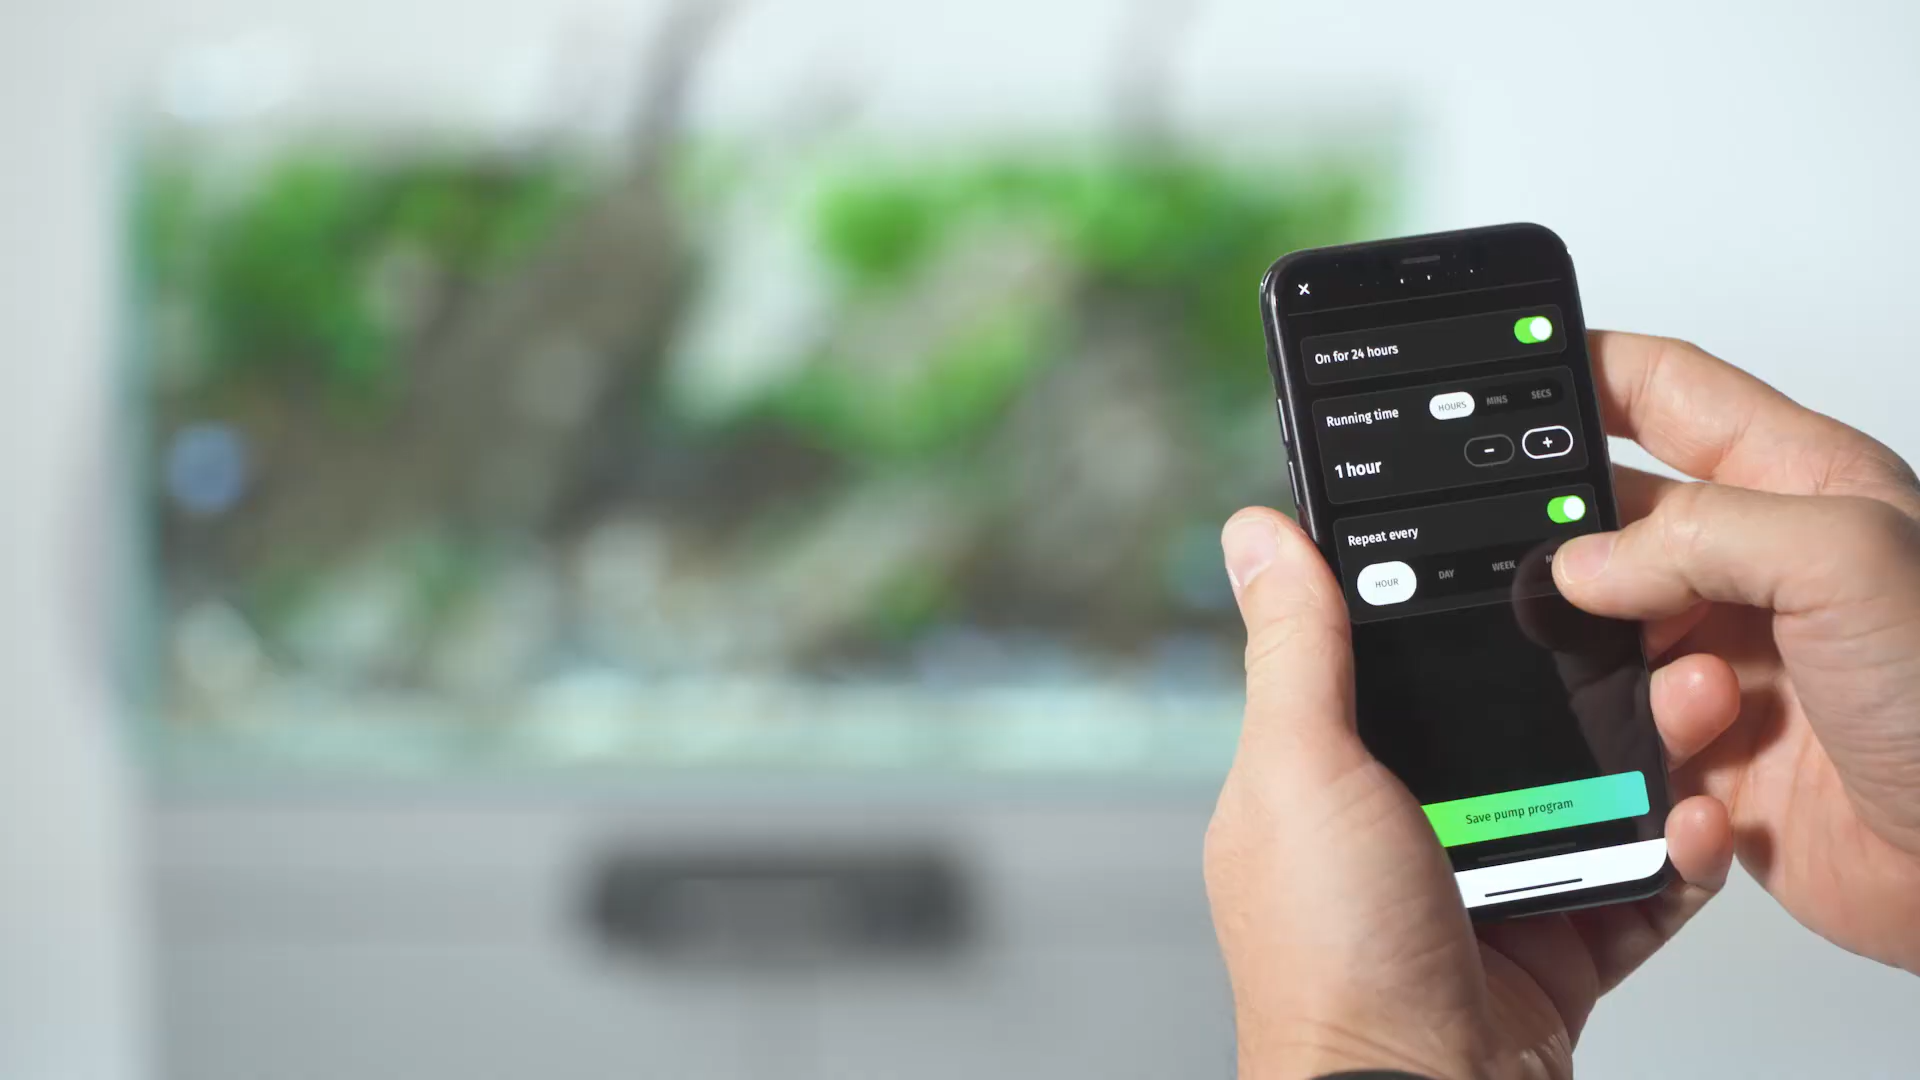 On for 24 hours
Running time HOURS MINS SECS
1 hour - +
Repeat every
HOUR DAY WEEK
Save pump program